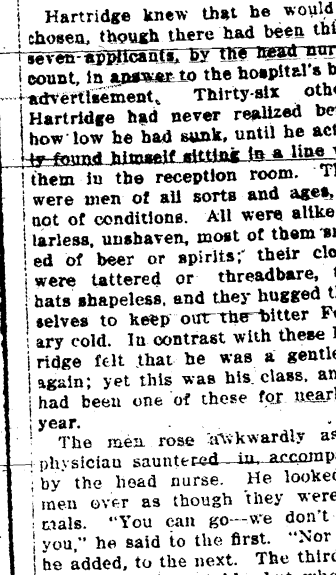 Hartridge knew that he would
chosen, though there had been thi
seven applicants, by the head nur
count, in answer to the hospital's b
advertisement. Thirty-six othe
Hartridge had never realized be
how low he had sunk, until he act
ly found himself sitting in a line w
them in the reception room. Th
were men of all sorts and ages,
not of conditions. All were alike
larless, unshaven, most of them sm
ed of beer or spirits; their clo
were tattered or threadbare,
hats shapeless, and they hugged th
selves to keep out the bitter Fe
ary cold. In contrast with these
ridge felt that he was a gentle
again; yet this was his class, an
had been one of these for near
year.
The men rose awkwardly as
physician sauntered in, accomp
by the head nurse. He looked
men over as though they were
mals. "You can go--we don't
you," he said to the first. "Nor
he added, to the next. The third